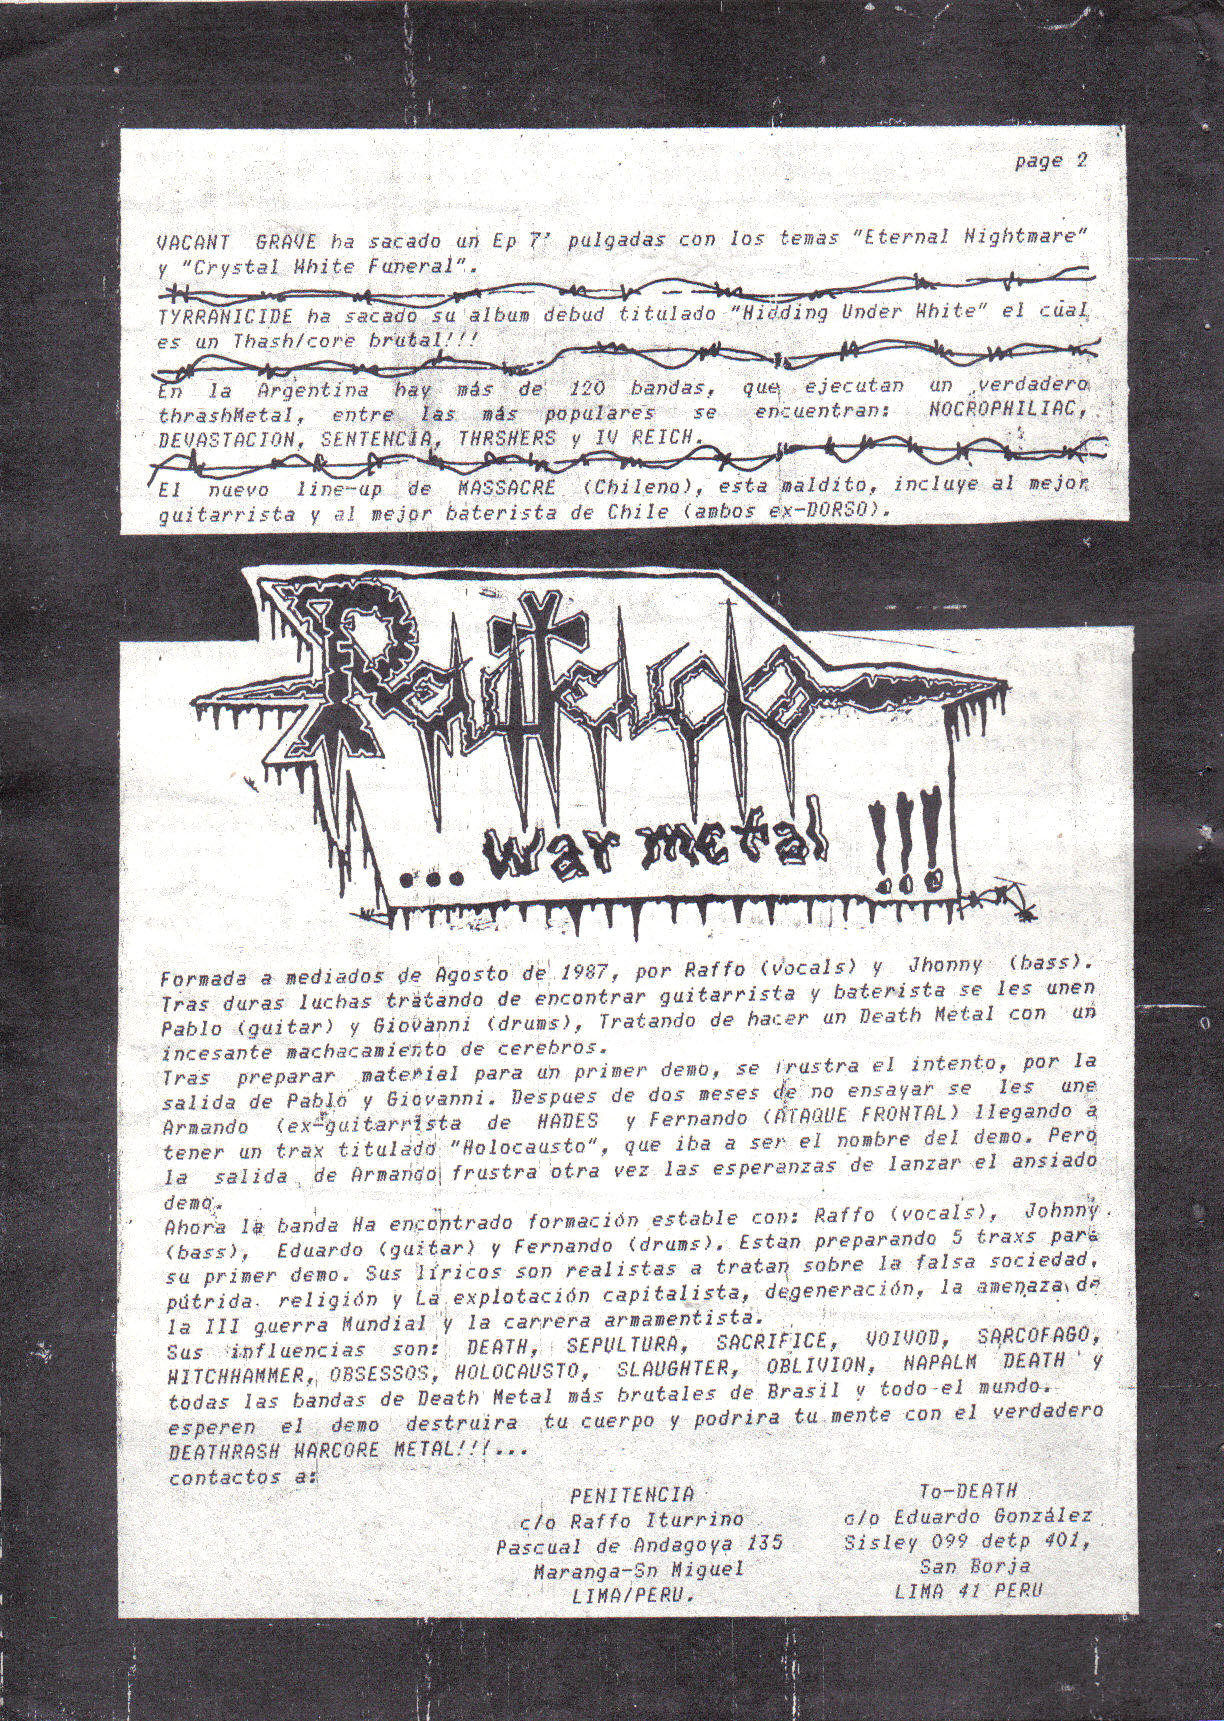 page 2
VACANT GRAVE ha sacado un Ep 7' pulgadas con los temas "Eternal Nightmare"
y "Crystal White Funeral".
TYRRANICIDE ha sacado su album debud titulado "Hidding Under White" el cúal
es un Thash/core brutal!!!
En la Argentina hay más de 120 bandas, que ejecutan un verdadero
thrashMetal, entre las más populares se encuentran: NOCROPHILIAC,
DEVASTACION, SENTENCIA, THRSHERS y IV REICH.
El nuevo line-up de MASSACRE (Chileno), esta maldito, incluye al mejor
guitarrista y al mejor baterista de Chile (ambos ex-DORSO).
Penitencia
... war metal !!!
Formada a mediados de Agosto de 1987, por Raffo (vocals) y Jhonny (bass).
Tras duras luchas tratando de encontrar guitarrista y baterista se les unen
Pablo (guitar) y Giovanni (drums), Tratando de hacer un Death Metal con un
incesante machacamiento de cerebros.
Tras preparar material para un primer demo, se frustra el intento, por la
salida de Pablo y Giovanni. Despues de dos meses de no ensayar se les une
Armando (ex-guitarrista de HADES y Fernando (ATAQUE FRONTAL) llegando a
tener un trax titulado "Holocausto", que iba a ser el nombre del demo. Pero
la salida de Armando frustra otra vez las esperanzas de lanzar el ansiado
demo.
Ahora la banda Ha encontrado formación estable con: Raffo (vocals), Johnny
(bass), Eduardo (guitar) y Fernando (drums). Estan preparando 5 traxs para
su primer demo. Sus líricos son realistas a tratan sobre la falsa sociedad,
pútrida religión y La explotación capitalista, degeneración, la amenaza de
la III guerra Mundial y la carrera armamentista.
Sus influencias son: DEATH, SEPULTURA, SACRIFICE, VOIVOD, SARCOFAGO,
WITCHHAMMER, OBSESSOS, HOLOCAUSTO, SLAUGHTER, OBLIVION, NAPALM DEATH y
todas las bandas de Death Metal más brutales de Brasil y todo el mundo.
esperen el demo destruira tu cuerpo y podrira tu mente con el verdadero
DEATHRASH WARCORE METAL!!!...
contactos a:
PENITENCIA
c/o Raffo Iturrino
Pascual de Andagoya 135
Maranga-Sn Miguel
LIMA/PERU.
To-DEATH
c/o Eduardo González
Sisley 099 detp 401,
San Borja
LIMA 41 PERU